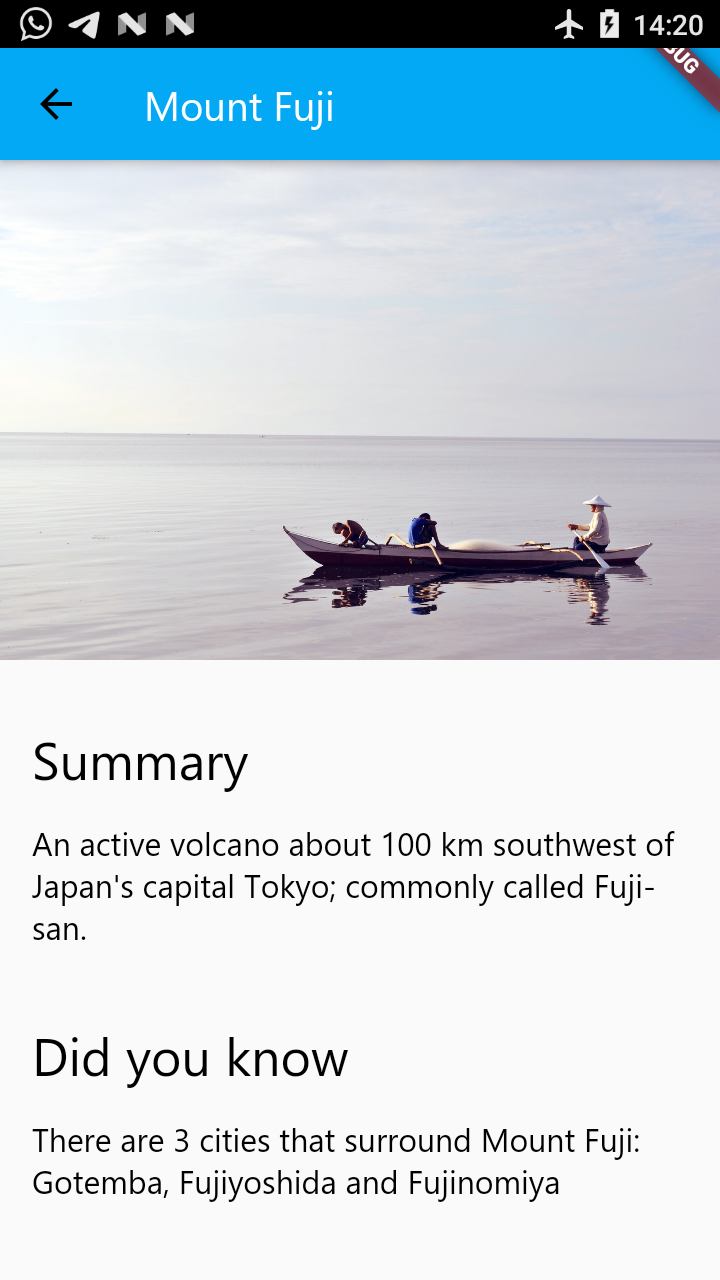 14:20
Mount Fuji
Summary
An active volcano about 100 km southwest of
Japan's capital Tokyo; commonly called Fuji-
san.
Did you know
There are 3 cities that surround Mount Fuji:
Gotemba, Fujiyoshida and Fujinomiya